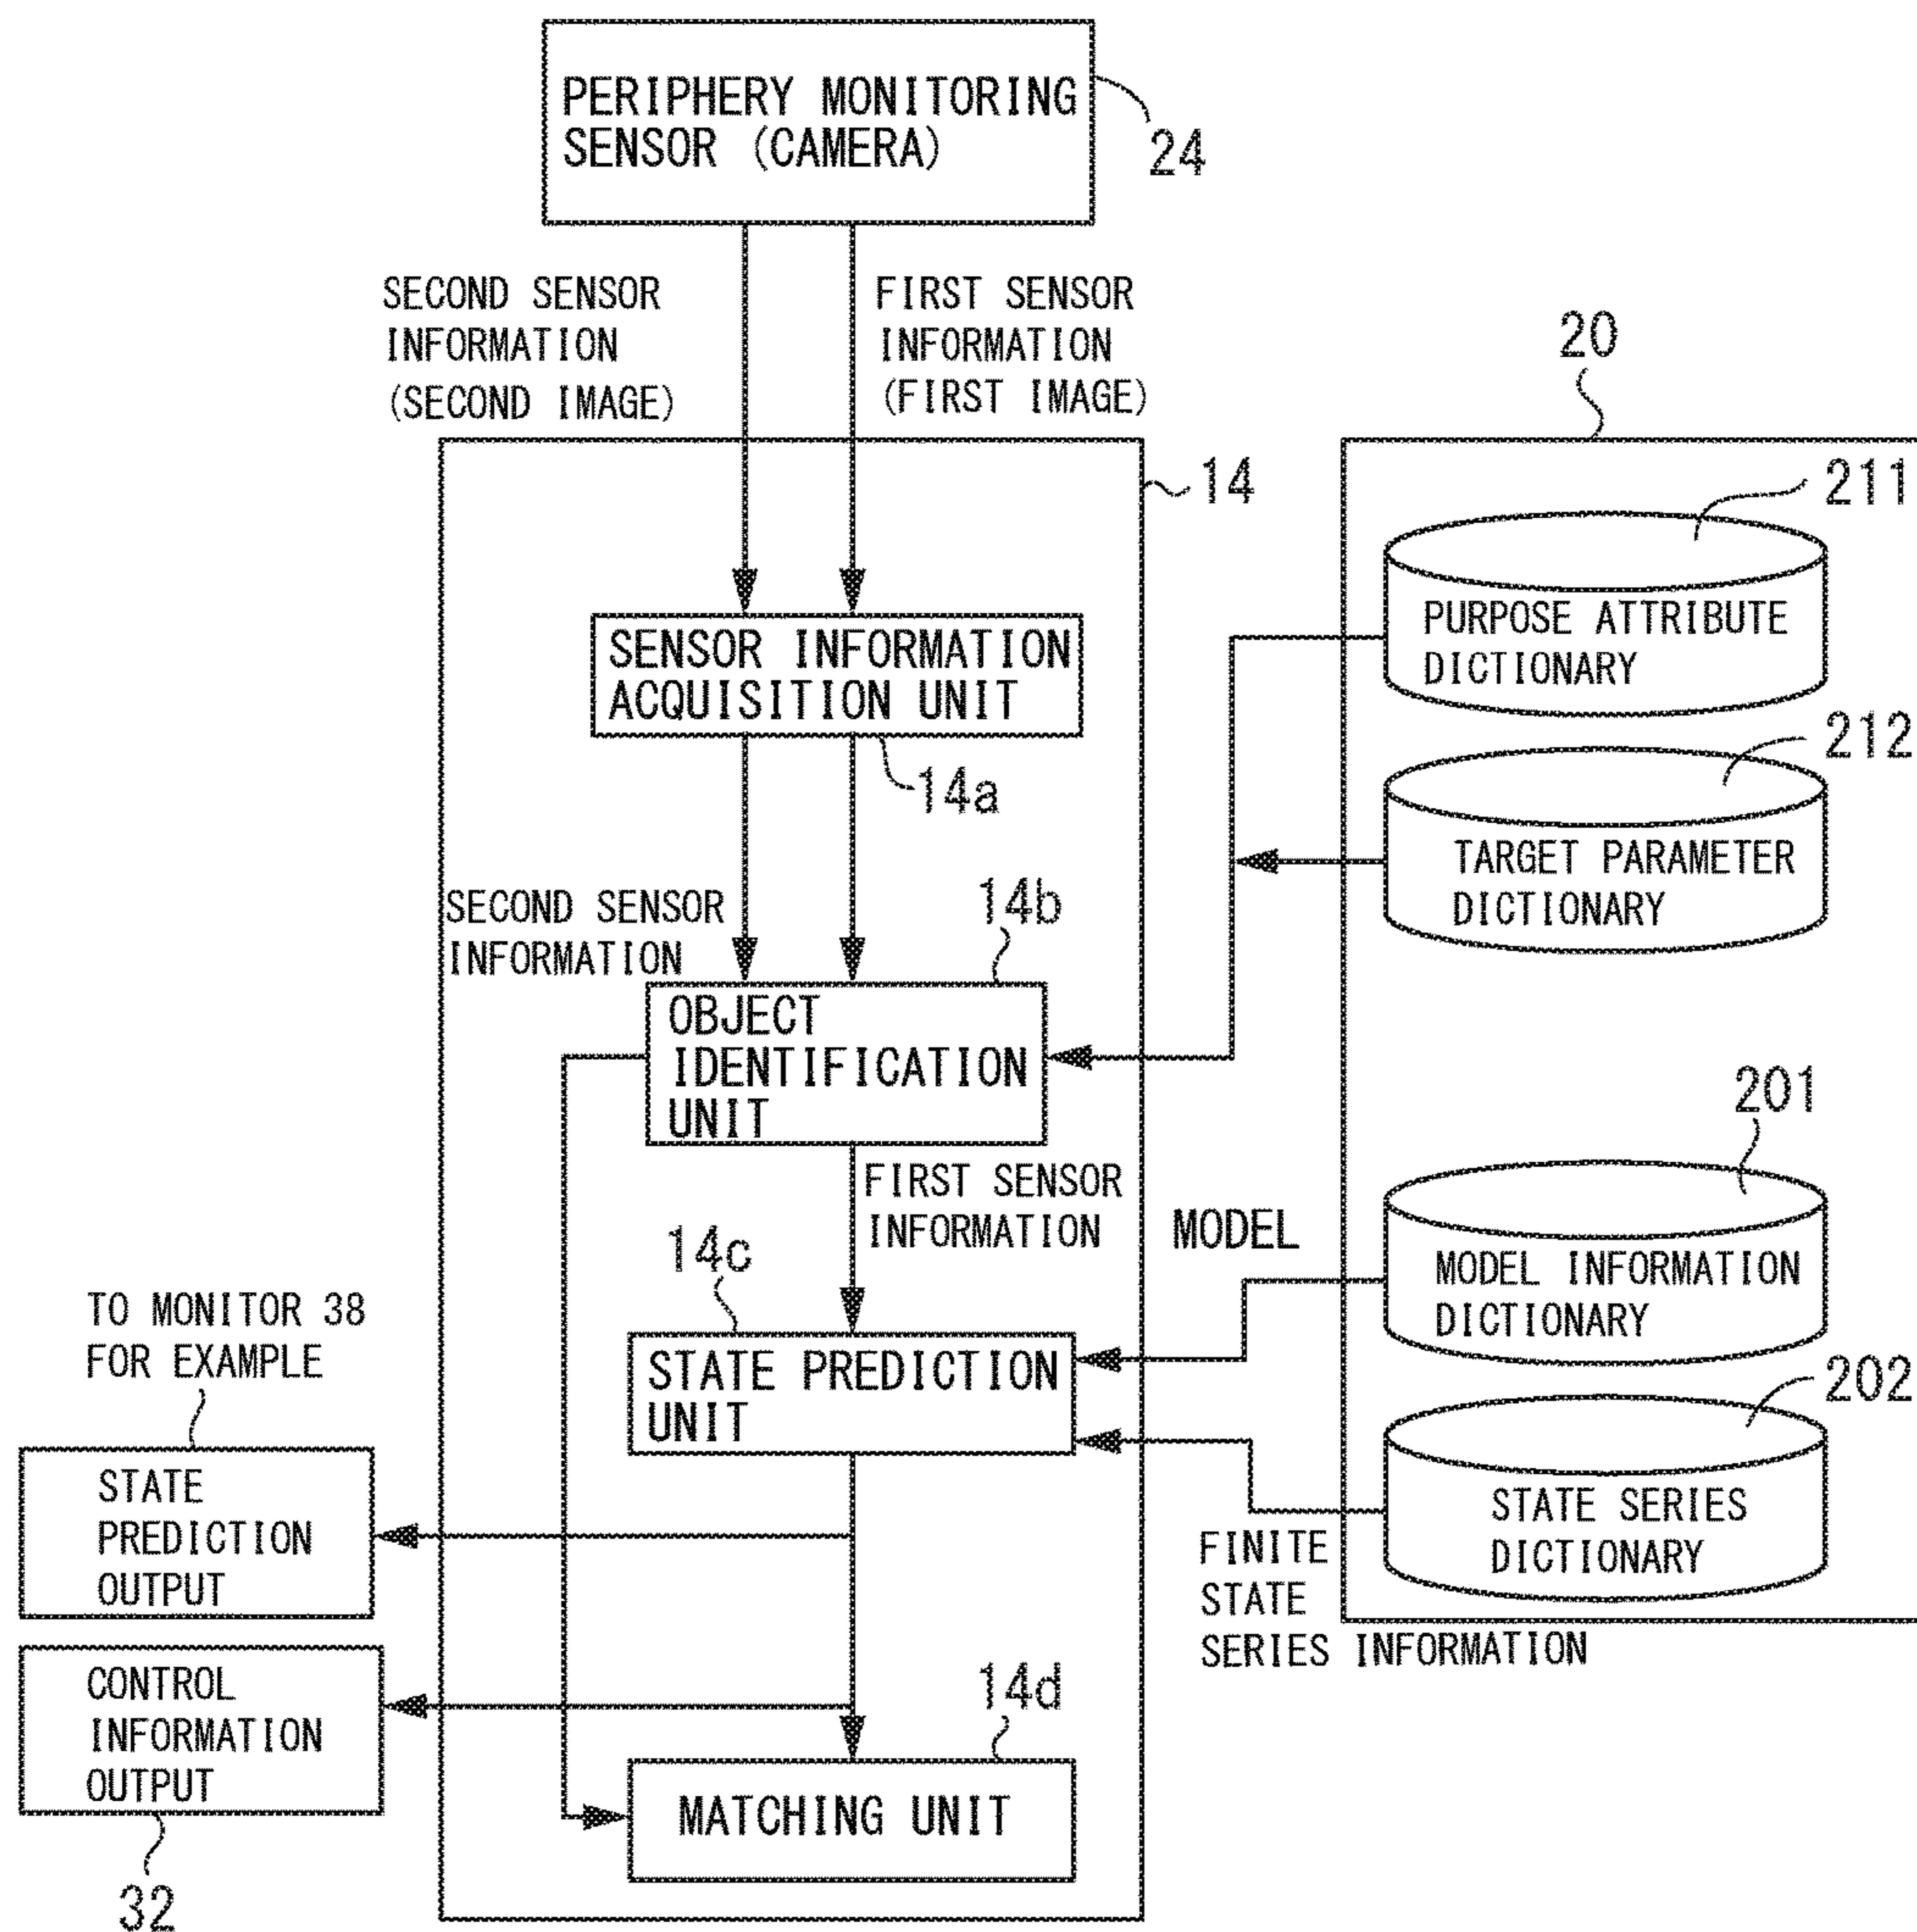 PERIPHERY MONITORING
SENSOR (CAMERA)
24
SECOND SENSOR
INFORMATION
(SECOND IMAGE)
FIRST SENSOR
INFORMATION
(FIRST IMAGE)
20
14
211
PURPOSE ATTRIBUTE
DICTIONARY
SENSOR INFORMATION
ACQUISITION UNIT
14a
212
TARGET PARAMETER
DICTIONARY
SECOND SENSOR
INFORMATION
14b
OBJECT
IDENTIFICATION
UNIT
FIRST SENSOR
INFORMATION
MODEL
201
MODEL INFORMATION
DICTIONARY
14c
STATE PREDICTION
UNIT
TO MONITOR 38
FOR EXAMPLE
202
STATE SERIES
DICTIONARY
STATE
PREDICTION
OUTPUT
FINITE
STATE
SERIES INFORMATION
CONTROL
INFORMATION
OUTPUT
32
14d
MATCHING UNIT